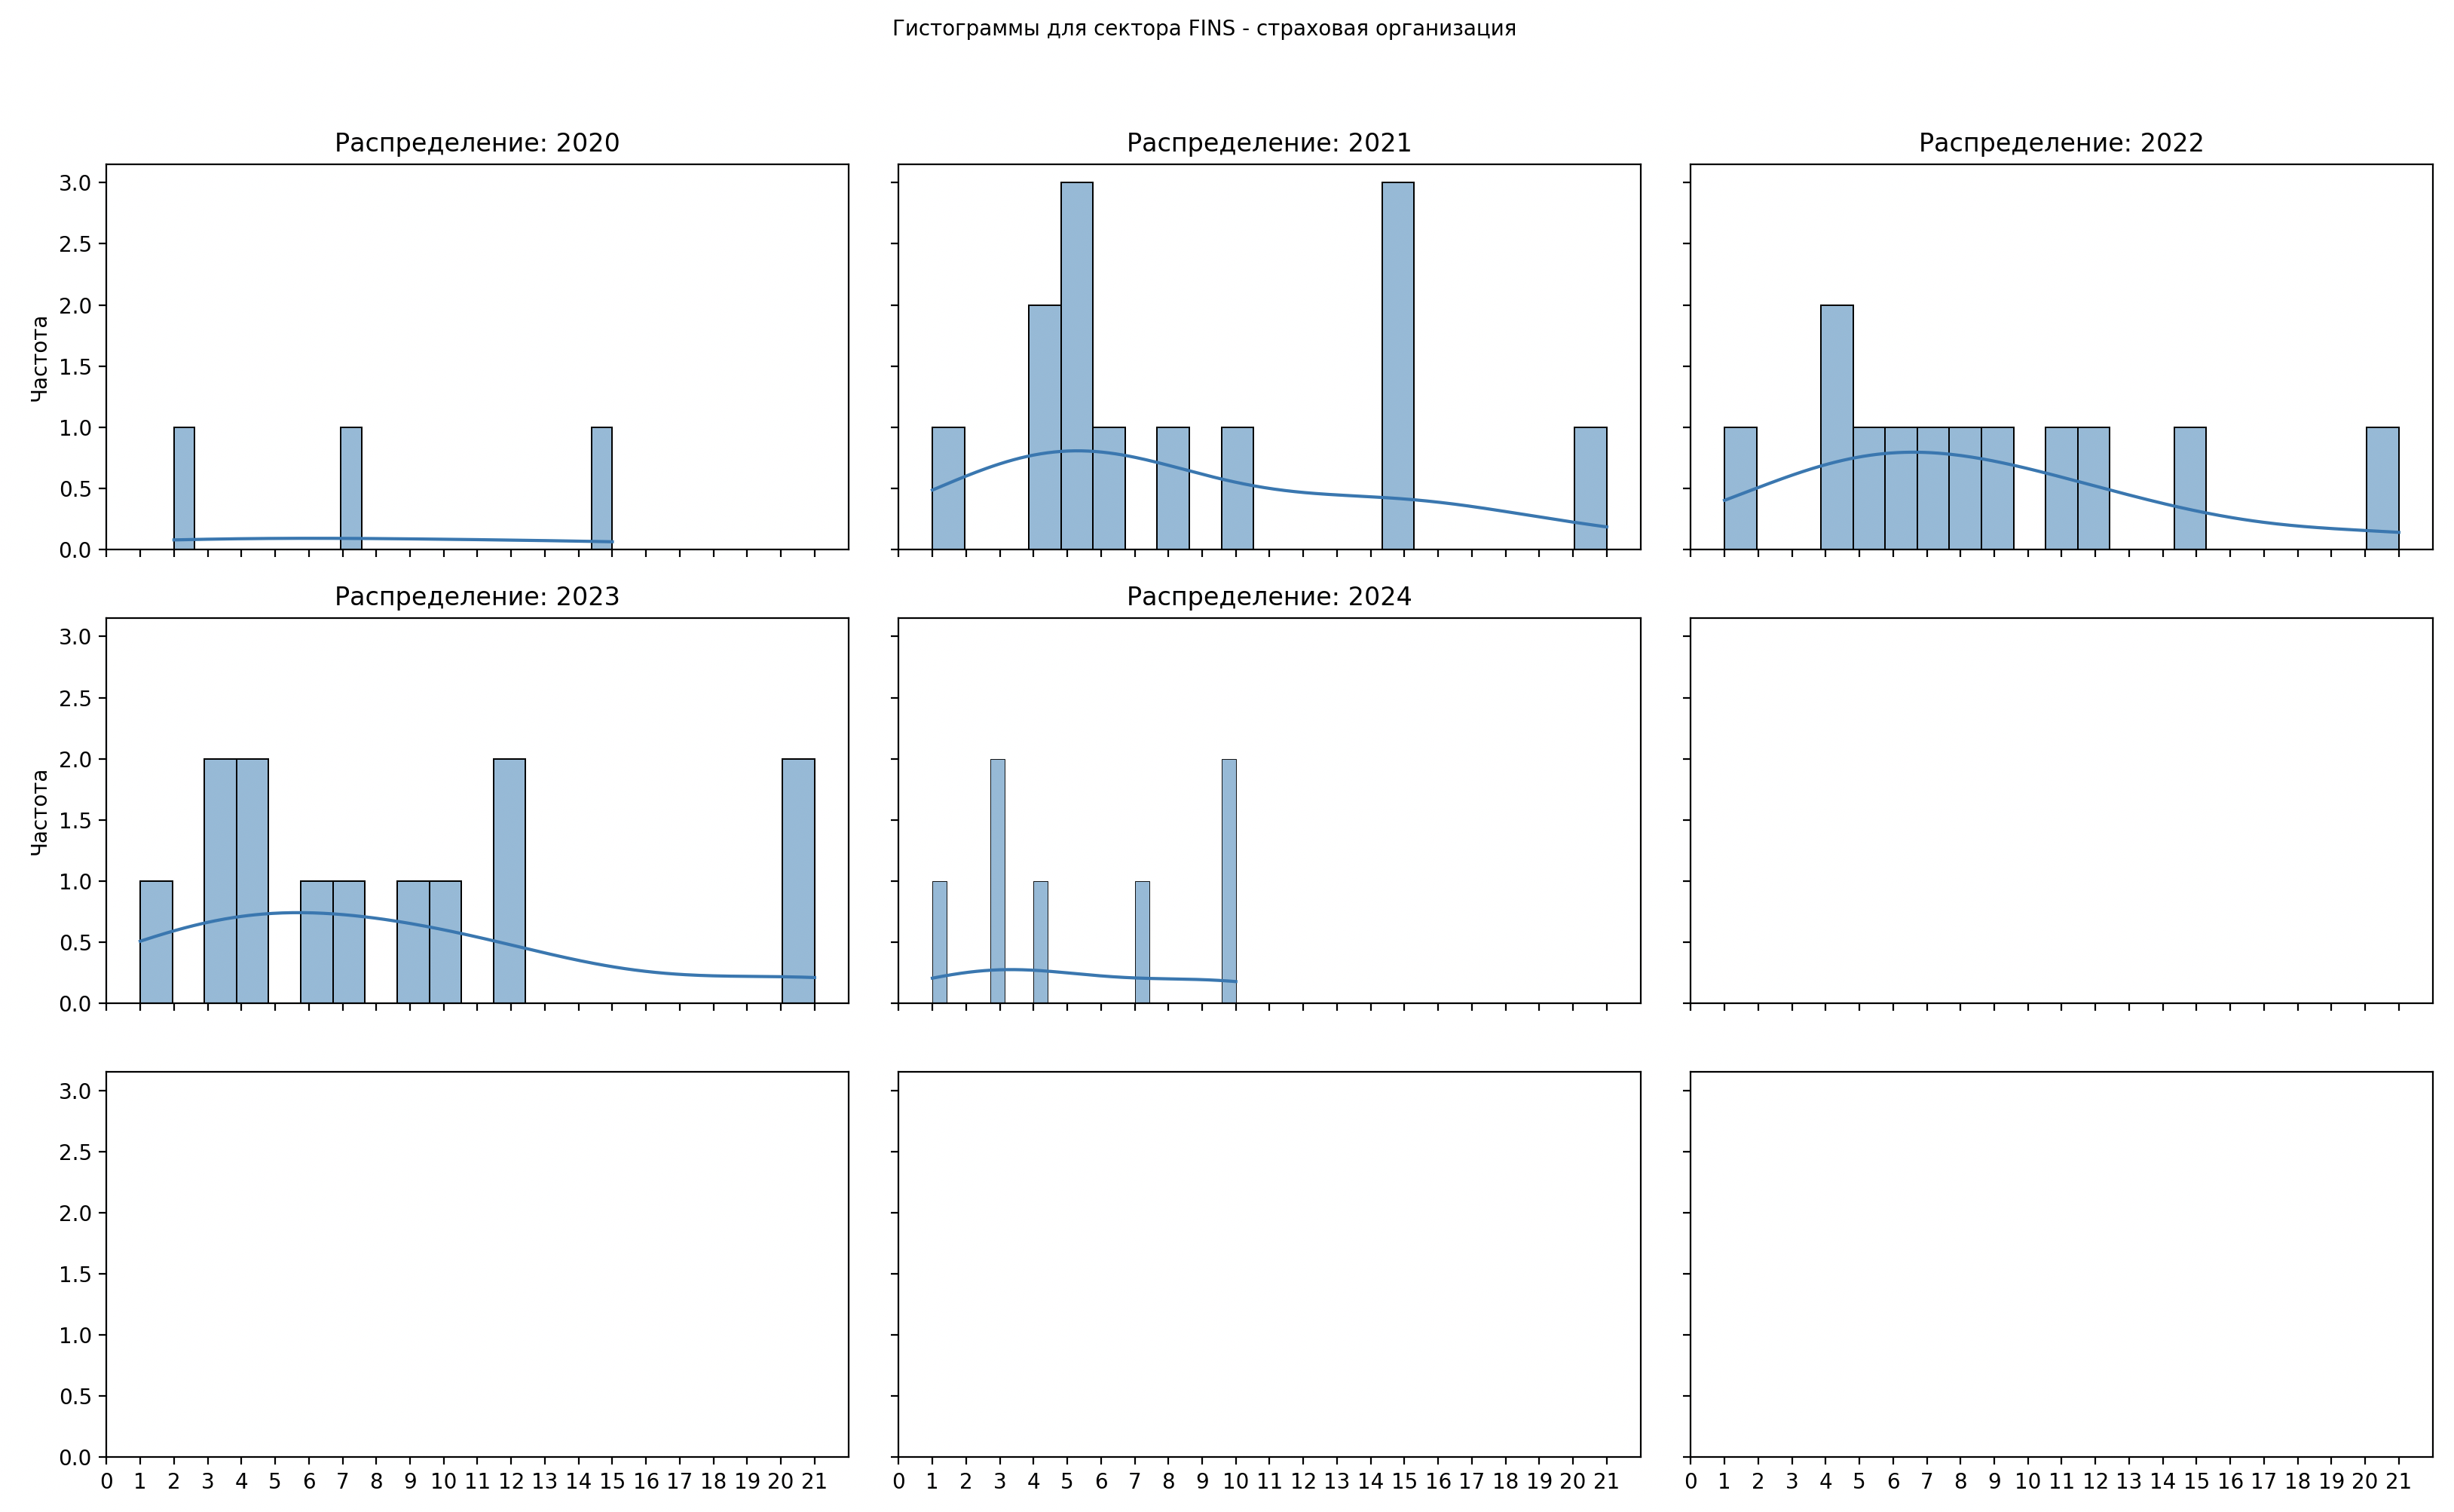 Гистограммы для сектора FINS - страховая организация
Распределение: 2020
Распределение: 2021
Распределение: 2022
3.0
2.5
2.0
1.5
1.0
0.5
0.0
Частота
Распределение: 2023
Распределение: 2024
3.0
2.5
2.0
1.5
1.0
0.5
0.0
Частота
3.0
2.5
2.0
1.5
1.0
0.5
0.0
0 1 2 3 4 5 6 7 8 9 10 11 12 13 14 15 16 17 18 19 20 21
0 1 2 3 4 5 6 7 8 9 10 11 12 13 14 15 16 17 18 19 20 21
0 1 2 3 4 5 6 7 8 9 10 11 12 13 14 15 16 17 18 19 20 21